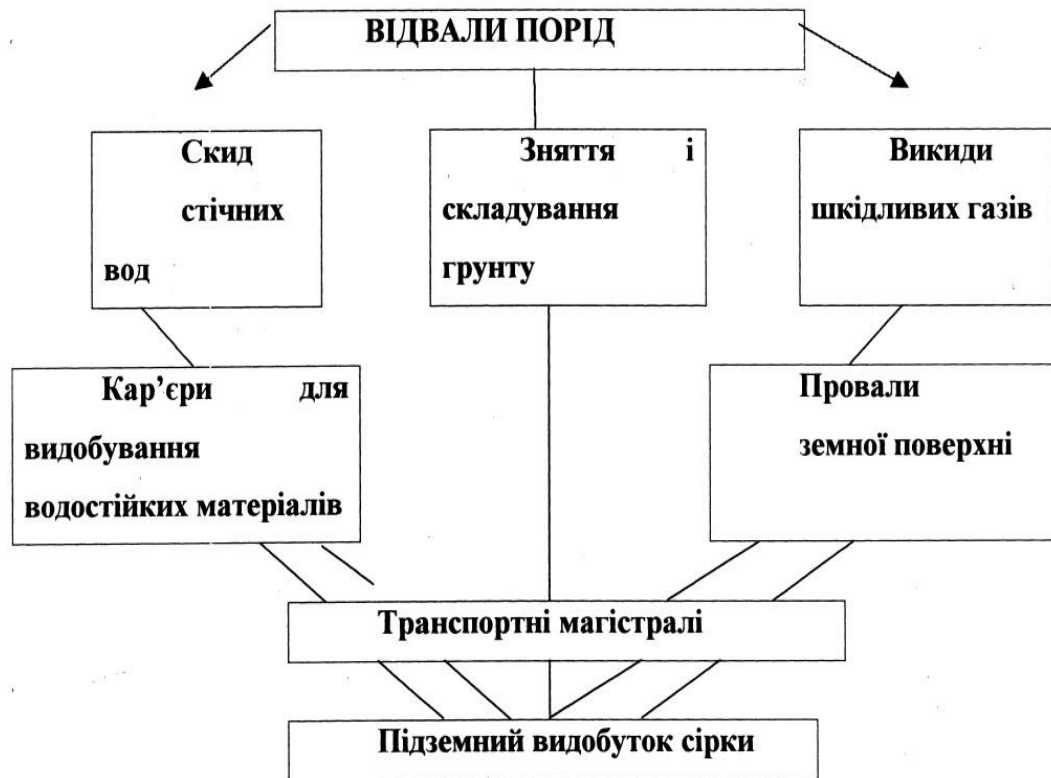 ВІДВАЛИ ПОРІД
Скид
стічних
вод
Зняття і
складування
грунту
Викиди
шкідливих газів
Кар’єри для
видобування
водостійких матеріалів
Провали
земної поверхні
Транспортні магістралі
Підземний видобуток сірки